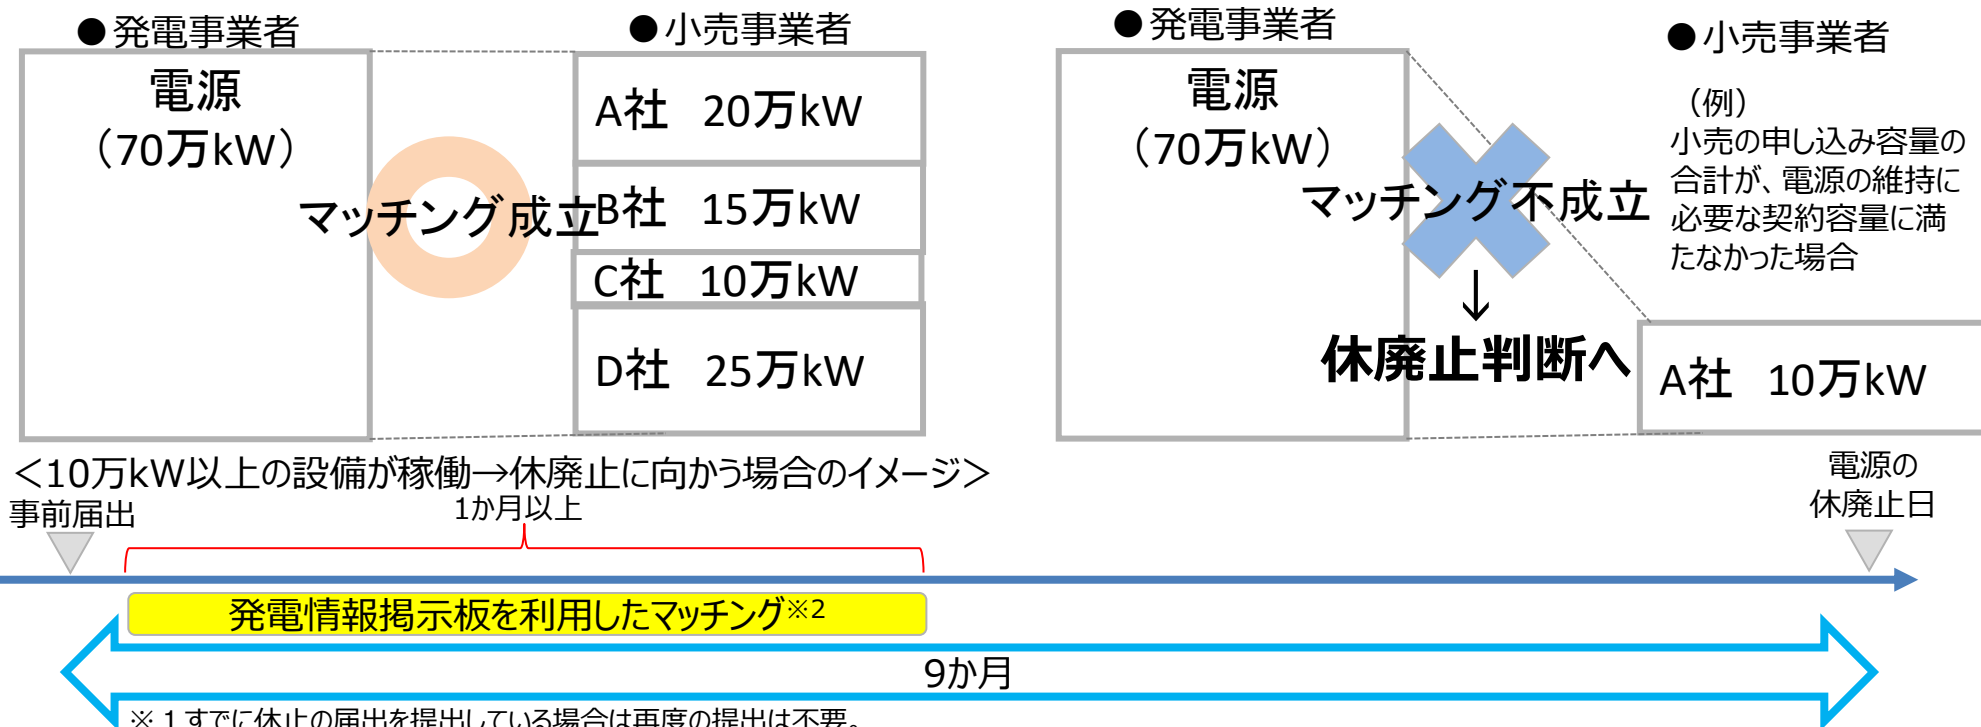 ●発電事業者
●小売事業者
電源
（70万kW）
マッチング成立
A社 20万kW
B社 15万kW
C社 10万kW
D社 25万kW
●発電事業者
●小売事業者
電源
（70万kW）
マッチング不成立
↓
休廃止判断へ
（例）
小売の申し込み容量の
合計が、電源の維持に
必要な契約容量に満
たなかった場合
A社 10万kW
＜10万kW以上の設備が稼働→休廃止に向かう場合のイメージ＞
事前届出
1か月以上
電源の
休廃止日
発電情報掲示板を利用したマッチング※2
9か月
※１すでに休止の届出を提出している場合は再度の提出は不要。